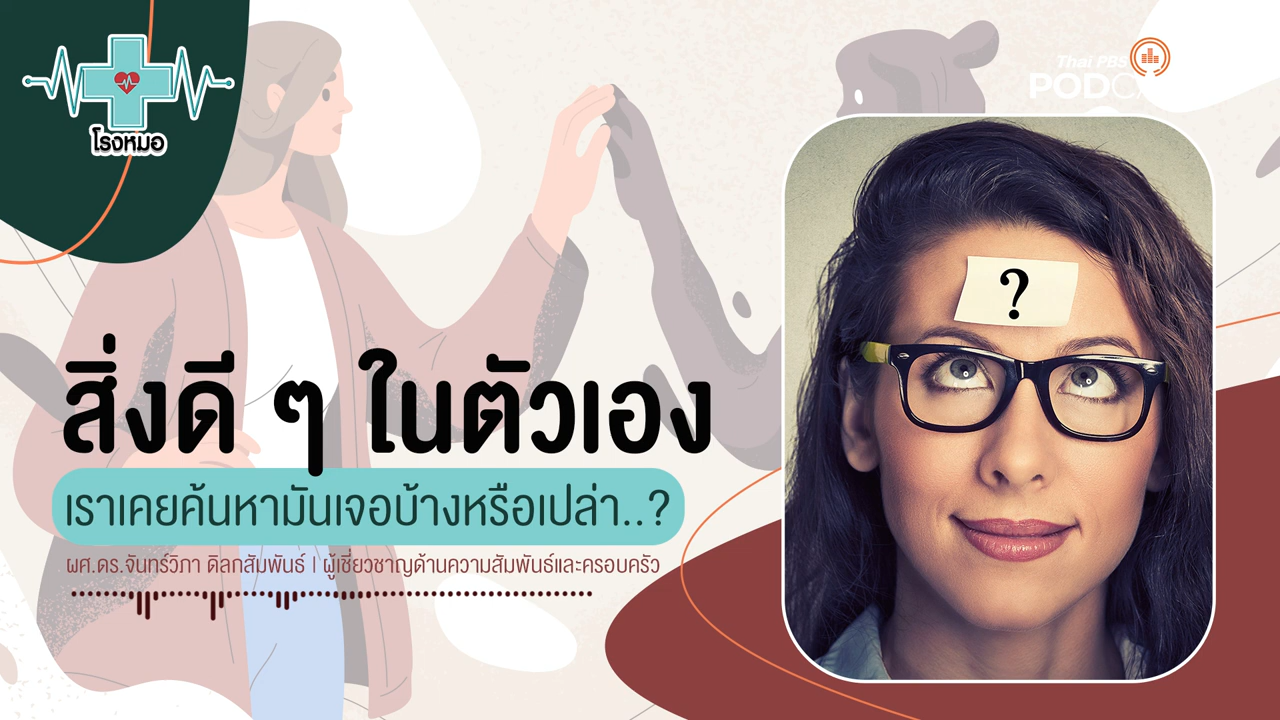 โรงหมอ
Thai PBS
PODCA
?
สิ่งดี ๆ ในตัวเอง
เราเคยค้นหามันเจอบ้างหรือเปล่า..?
ผศ.ดร.จันทร์วิภา ดิลกสัมพันธ์ | ผู้เชี่ยวชาญด้านความสัมพันธ์และครอบครัว